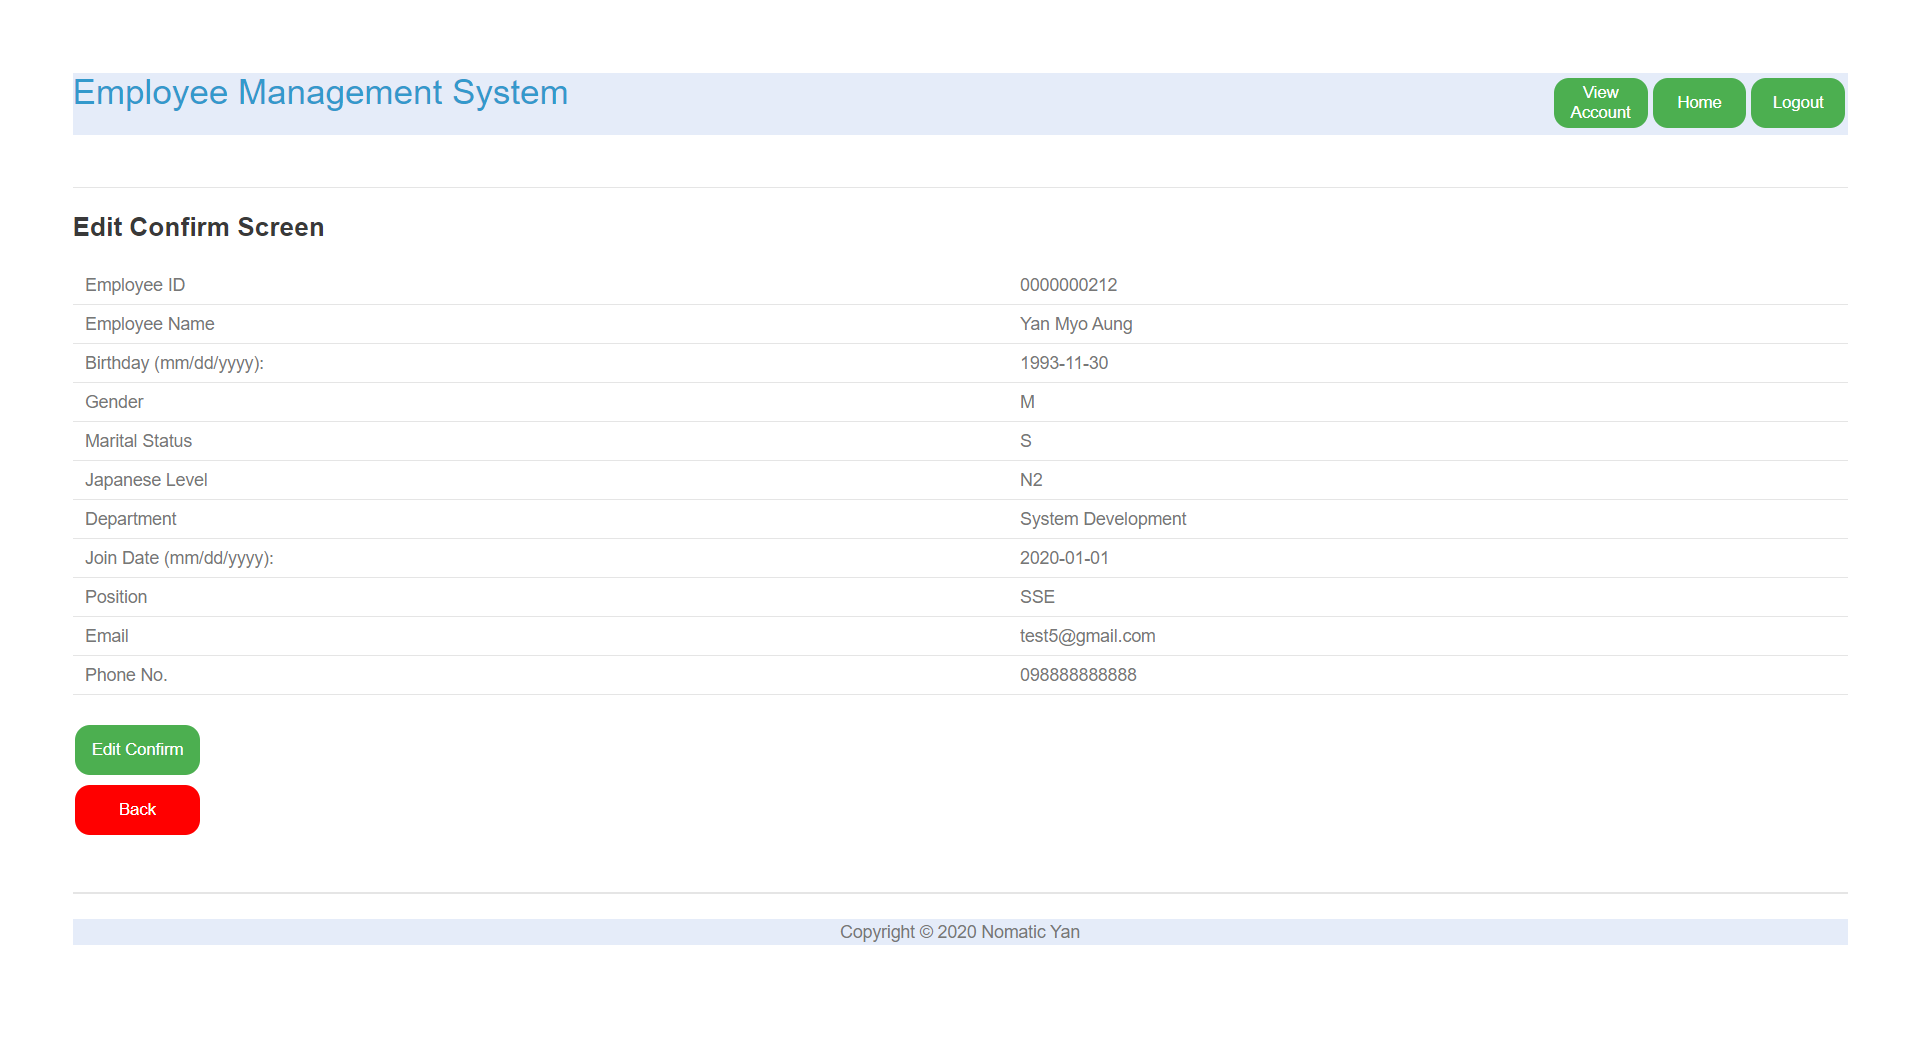 Employee Management System
View
Account
Home
Logout
Edit Confirm Screen
Employee ID 0000000212
Employee Name Yan Myo Aung
Birthday (mm/dd/yyyy): 1993-11-30
Gender M
Marital Status S
Japanese Level N2
Department System Development
Join Date (mm/dd/yyyy): 2020-01-01
Position SSE
Email test5@gmail.com
Phone No. 098888888888
Edit Confirm
Back
Copyright © 2020 Nomatic Yan